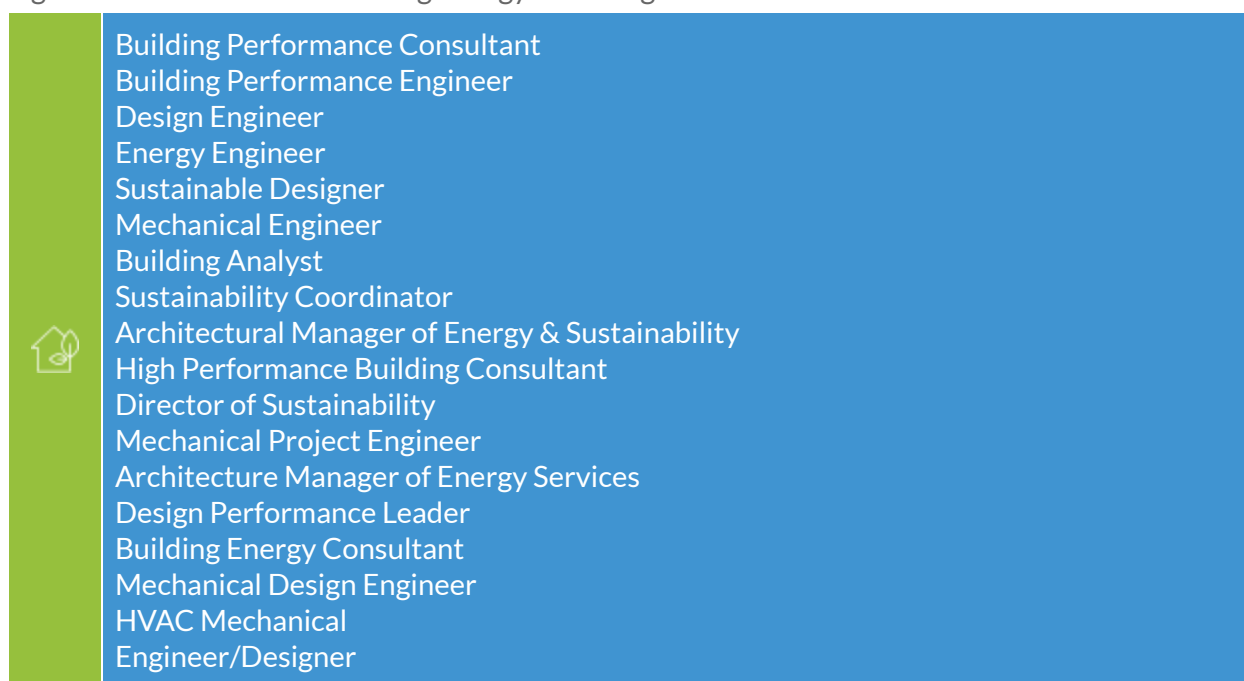 Building Performance Consultant
Building Performance Engineer
Design Engineer
Energy Engineer
Sustainable Designer
Mechanical Engineer
Building Analyst
Sustainability Coordinator
Architectural Manager of Energy & Sustainability
High Performance Building Consultant
Director of Sustainability
Mechanical Project Engineer
Architecture Manager of Energy Services
Design Performance Leader
Building Energy Consultant
Mechanical Design Engineer
HVAC Mechanical
Engineer/Designer